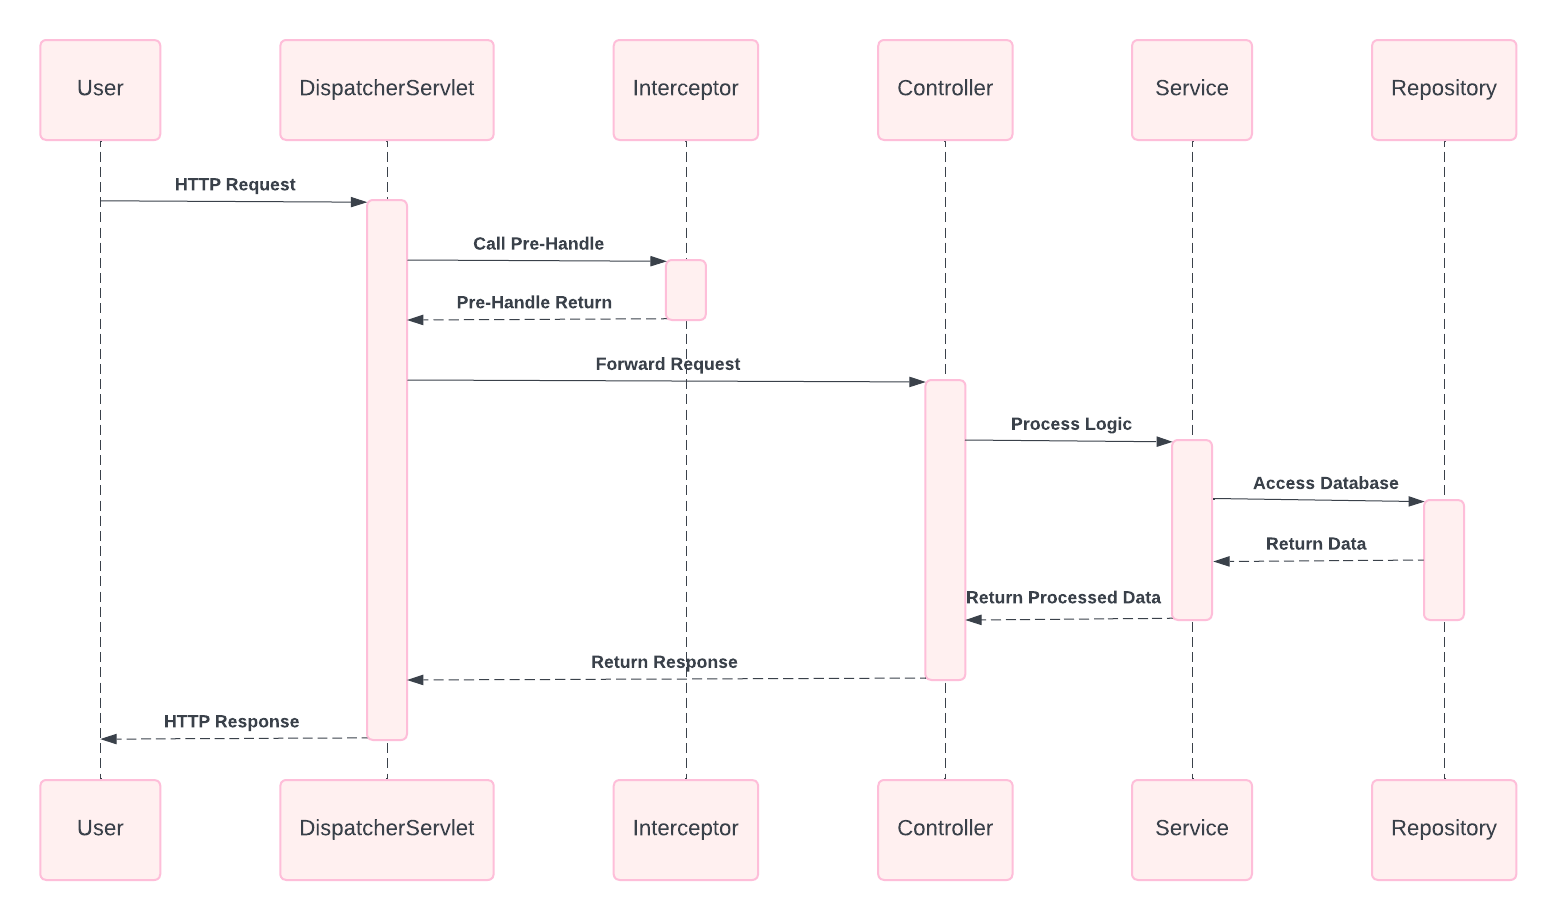 User
DispatcherServlet
Interceptor
Controller
Service
Repository
HTTP Request
Call Pre-Handle
Pre-Handle Return
Forward Request
Process Logic
Access Database
Return Data
Return Processed Data
Return Response
HTTP Response
User
DispatcherServlet
Interceptor
Controller
Service
Repository